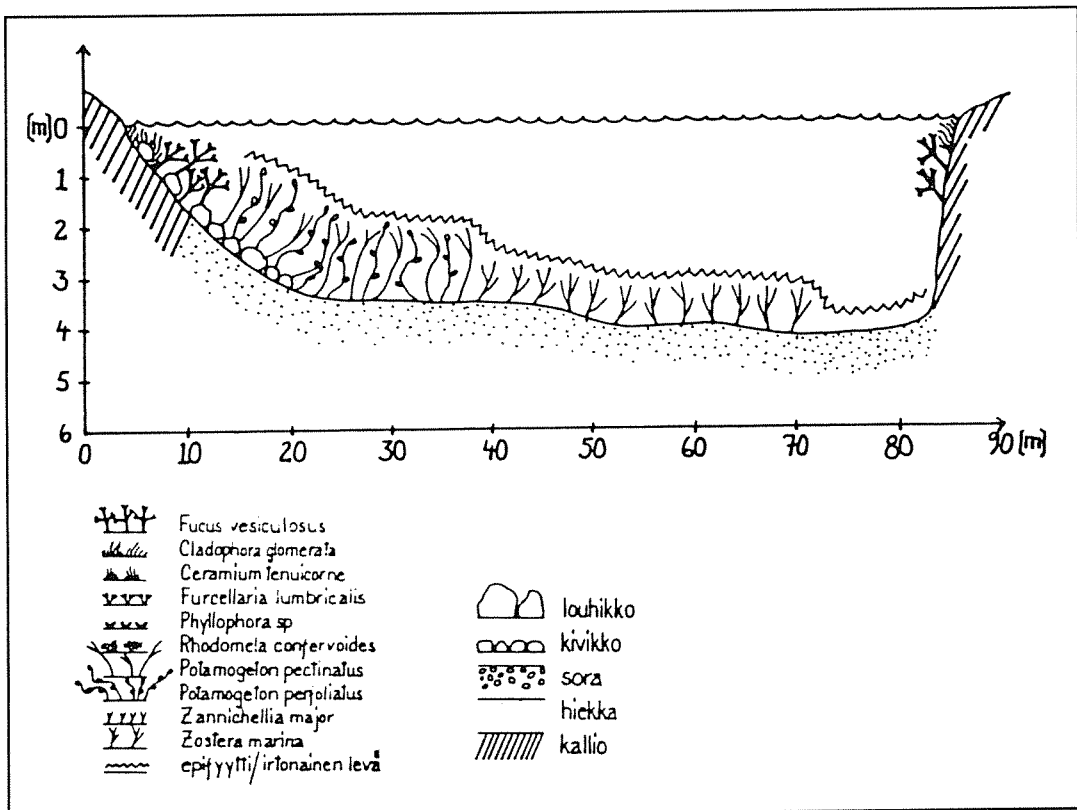 (m) 0
1
2
3
4
5
6
0 10 20 30 40 50 60 70 80 90 (m)
Fucus vesiculosus
Cladophora glomerata
Ceramium tenuicorne
Furcellaria lumbricalis
Phyllophora sp
Rhodomela confervoides
Potamogeton pectinatus
Potamogeton perfoliatus
Zannichellia major
Zostera marina
epifyytti/irtonainen levä
louhikko
kivikko
sora
hiekka
kallio